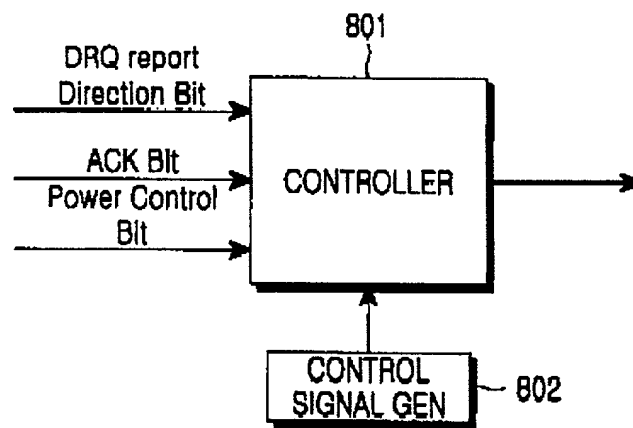 801
DRQ report
Direction Bit
ACK Bit
Power Control
Bit
CONTROLLER
CONTROL
SIGNAL GEN
802